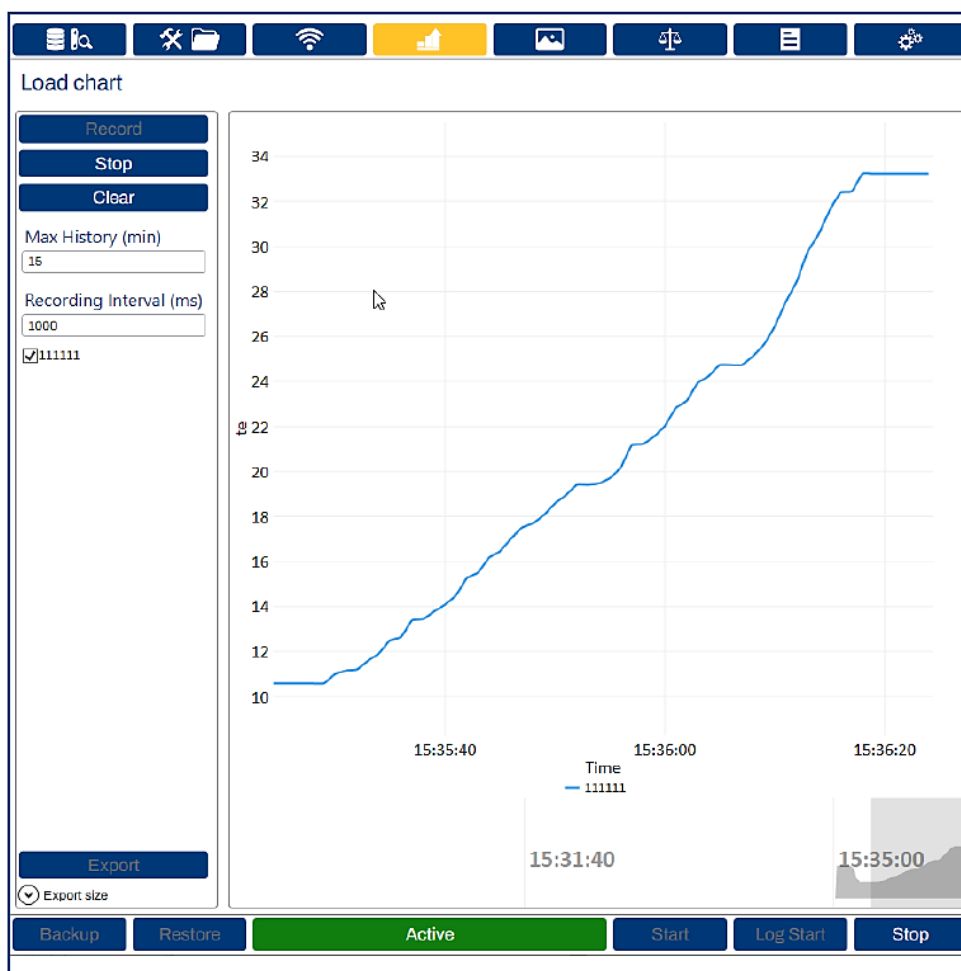 Load chart
Record
Stop
Clear
Max History (min)
15
Recording Interval (ms)
1000
111111
Export
Export size
34
32
30
28
26
24
te 22
20
18
16
14
12
10
15:35:40 15:36:00 15:36:20
Time
111111
15:31:40 15:35:00
Backup Restore Active Start Log Start Stop